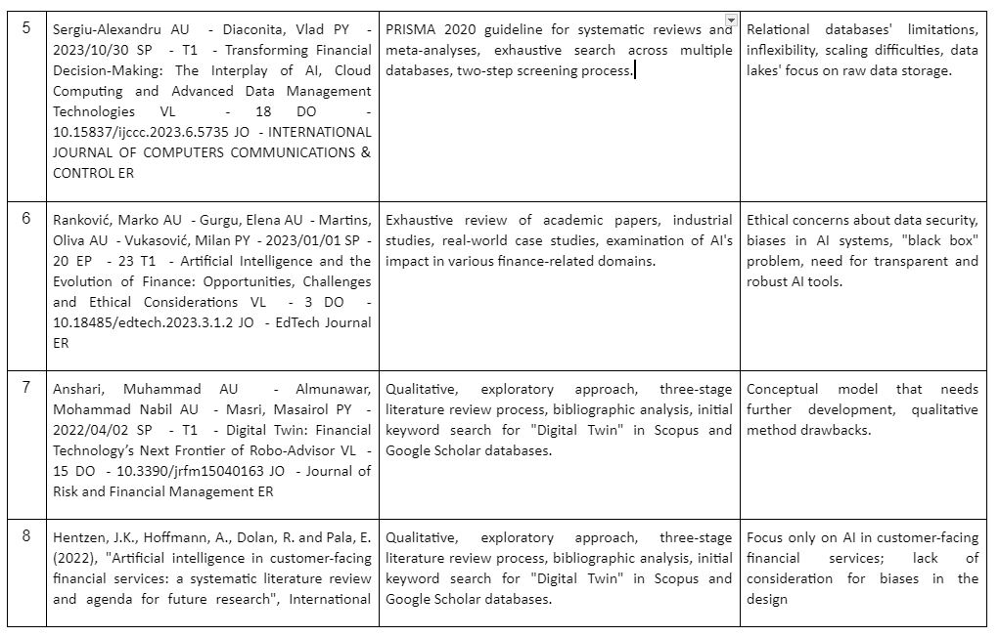 5
Sergiu-Alexandru AU - Diaconita, Vlad PY -
2023/10/30 SP - T1 - Transforming Financial
Decision-Making: The Interplay of AI, Cloud
Computing and Advanced Data Management
Technologies VL - 18 DO -
10.15837/ijccc.2023.6.5735 JO - INTERNATIONAL
JOURNAL OF COMPUTERS COMMUNICATIONS &
CONTROL ER
PRISMA 2020 guideline for systematic reviews and
meta-analyses, exhaustive search across multiple
databases, two-step screening process.
Relational databases' limitations,
inflexibility, scaling difficulties, data
lakes' focus on raw data storage.
6
Ranković, Marko AU - Gurgu, Elena AU - Martins,
Oliva AU - Vukasović, Milan PY - 2023/01/01 SP -
20 EP - 23 T1 - Artificial Intelligence and the
Evolution of Finance: Opportunities, Challenges
and Ethical Considerations VL - 3 DO -
10.18485/edtech.2023.3.1.2 JO - EdTech Journal
ER
Exhaustive review of academic papers, industrial
studies, real-world case studies, examination of AI's
impact in various finance-related domains.
Ethical concerns about data security,
biases in AI systems, "black box"
problem, need for transparent and
robust AI tools.
7
Anshari, Muhammad AU - Almunawar,
Mohammad Nabil AU - Masri, Masairol PY -
2022/04/02 SP - T1 - Digital Twin: Financial
Technology's Next Frontier of Robo-Advisor VL -
15 DO - 10.3390/jrfm15040163 JO - Journal of
Risk and Financial Management ER
Qualitative, exploratory approach, three-stage
literature review process, bibliographic analysis, initial
keyword search for "Digital Twin" in Scopus and
Google Scholar databases.
Conceptual model that needs
further development, qualitative
method drawbacks.
8
Hentzen, J.K., Hoffmann, A., Dolan, R. and Pala, E.
(2022), "Artificial intelligence in customer-facing
financial services: a systematic literature review
and agenda for future research", International
Qualitative, exploratory approach, three-stage
literature review process, bibliographic analysis, initial
keyword search for "Digital Twin" in Scopus and
Google Scholar databases.
Focus only on AI in customer-facing
financial services; lack of
consideration for biases in the
design